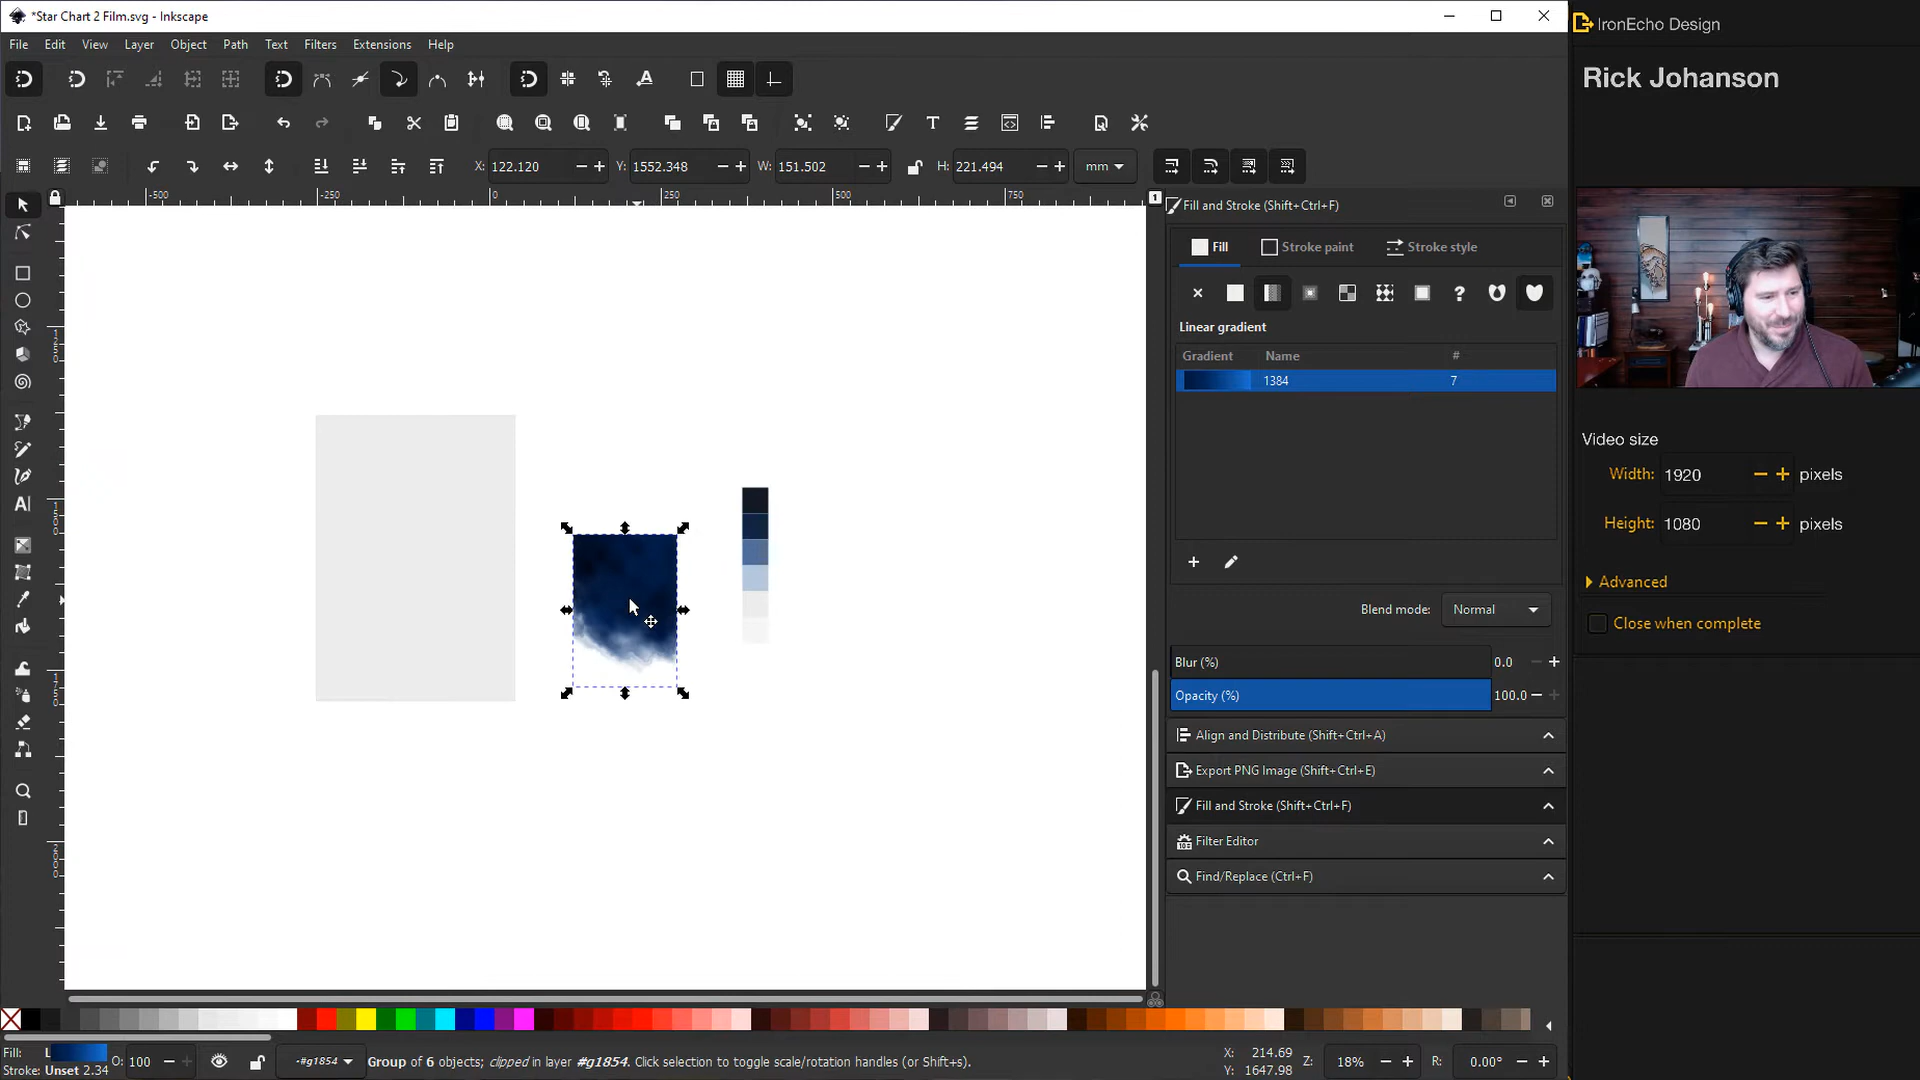 *Star Chart 2 Film.svg - Inkscape
IronEcho Design
File Edit View Layer Object Path Text Filters Extensions Help
Rick Johanson
X: 122.120 Y: 1552.348 W: 151.502 H: 221.494 mm
-500 -250 0 250 500 750
1
Fill and Stroke (Shift+Ctrl+F)
Fill Stroke paint Stroke style
Linear gradient
Gradient Name #
1384 7
Video size
Width: 1920 pixels
Height: 1080 pixels
Advanced
Close when complete
Blend mode: Normal
Blur (%) 0.0
Opacity (%) 100.0
Align and Distribute (Shift+Ctrl+A)
Export PNG Image (Shift+Ctrl+E)
Fill and Stroke (Shift+Ctrl+F)
Filter Editor
Find/Replace (Ctrl+F)
Fill: L O: 100 #g1854 Group of 6 objects; clipped in layer #g1854. Click selection to toggle scale/rotation handles (or Shift+s). X: 214.69 Z: 18% R: 0.00°
Stroke: Unset 2.34 Y: 1647.98